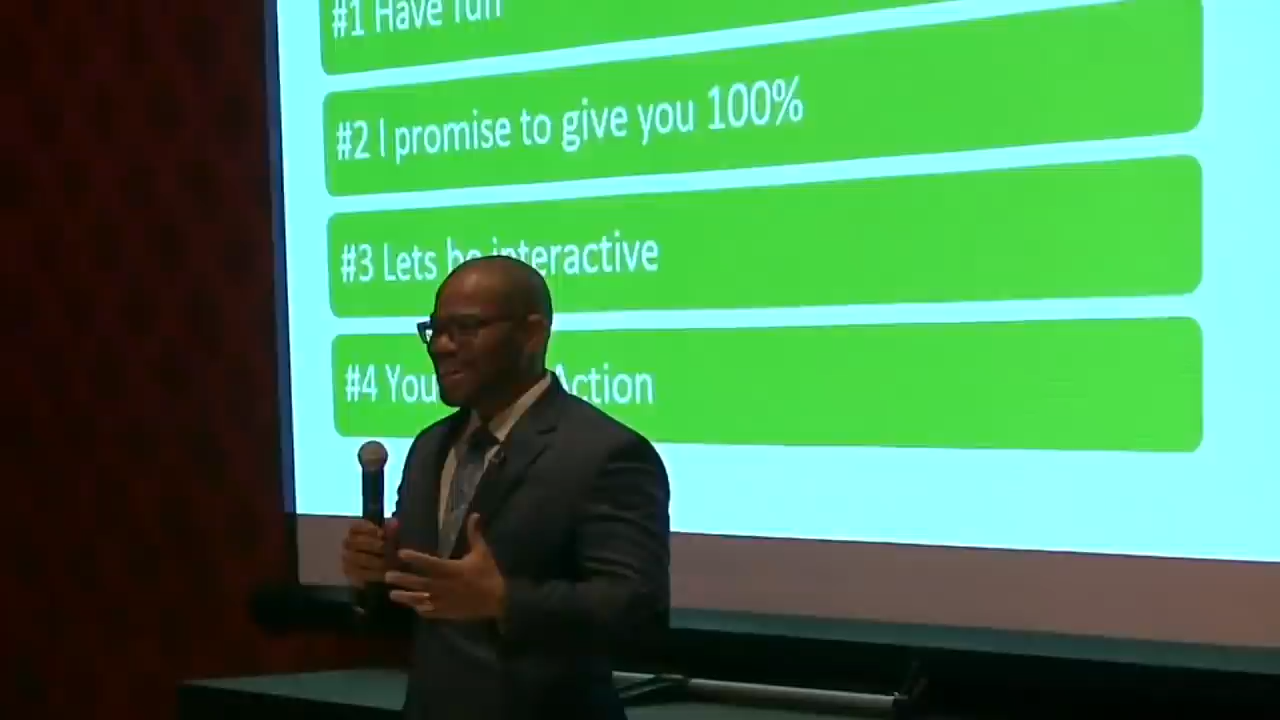 #1 Have fun
#2 I promise to give you 100%
#3 Lets be interactive
#4 You Action